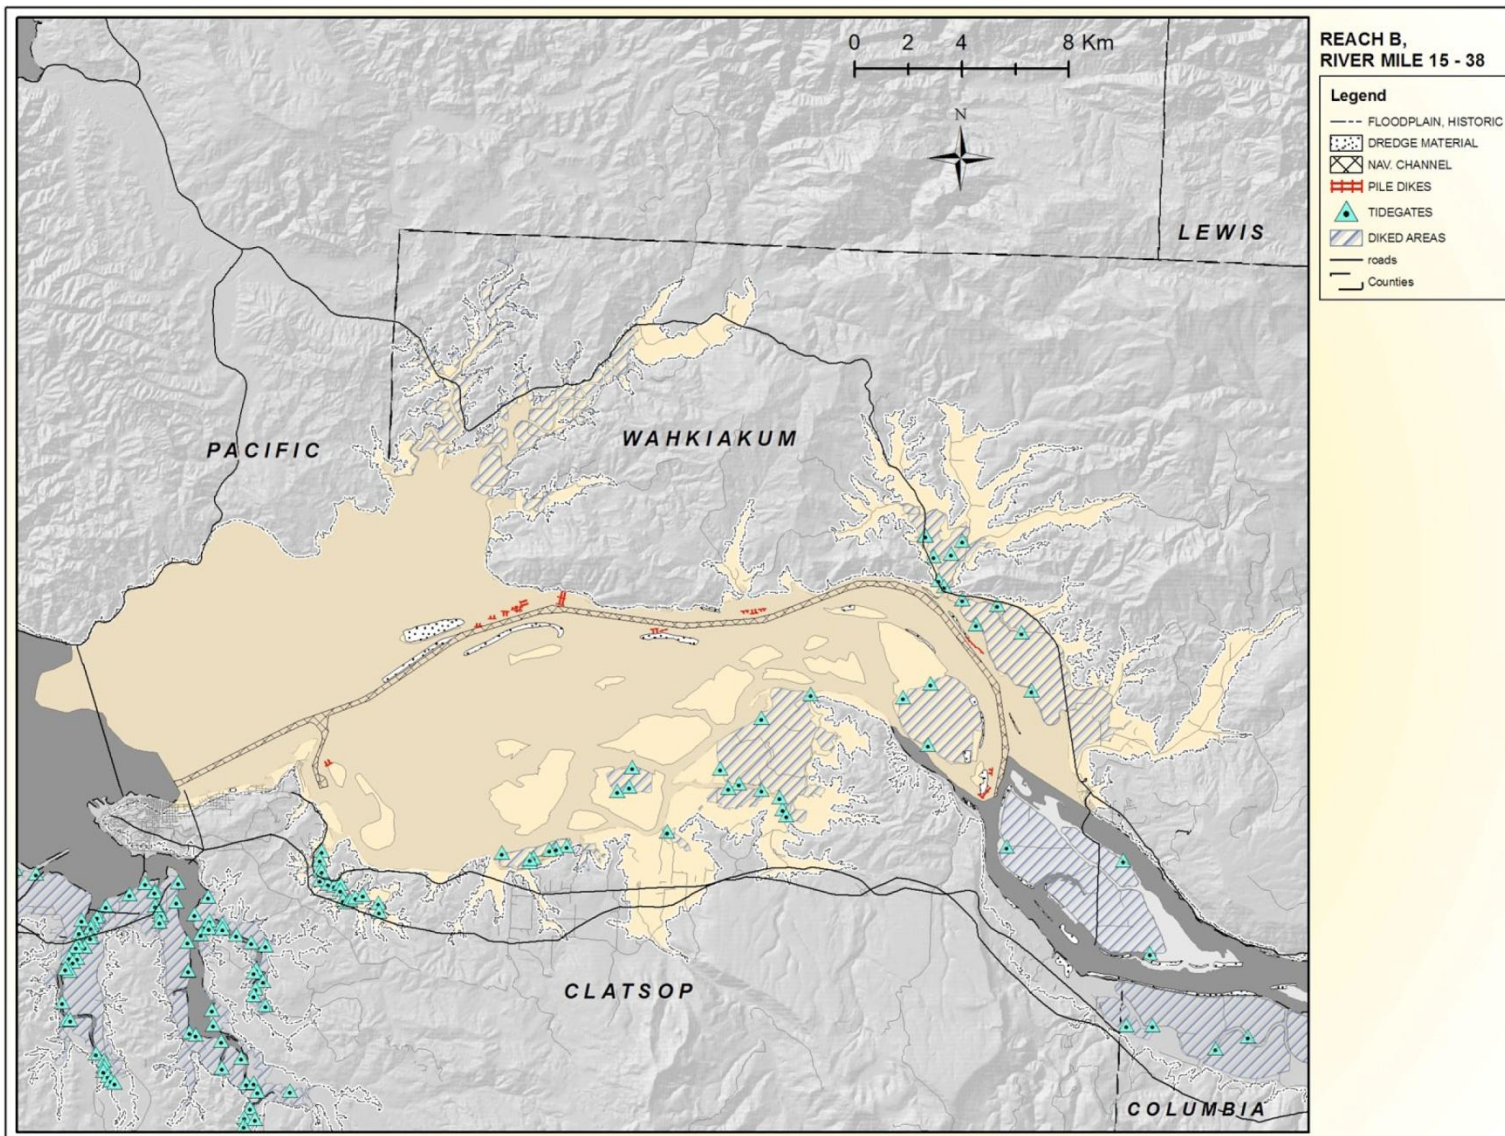 0 2 4 8 Km
N
LEWIS
PACIFIC
WAHKIAKUM
CLATSOP
COLUMBIA
REACH B,
RIVER MILE 15 - 38
Legend
FLOODPLAIN, HISTORIC
DREDGE MATERIAL
NAV. CHANNEL
PILE DIKES
TIDEGATES
DIKED AREAS
roads
Counties